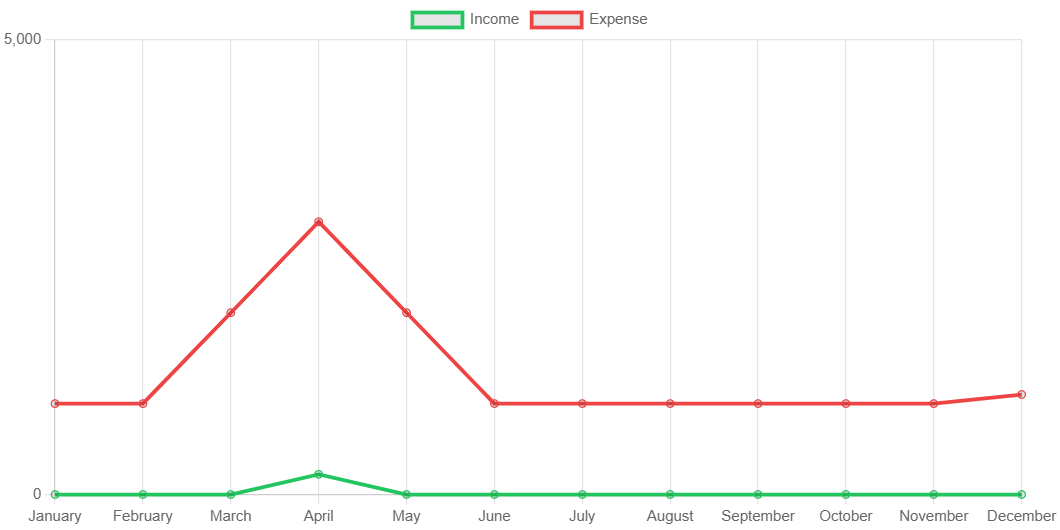 Income Expense
5,000
0
January February March April May June July August September October November December